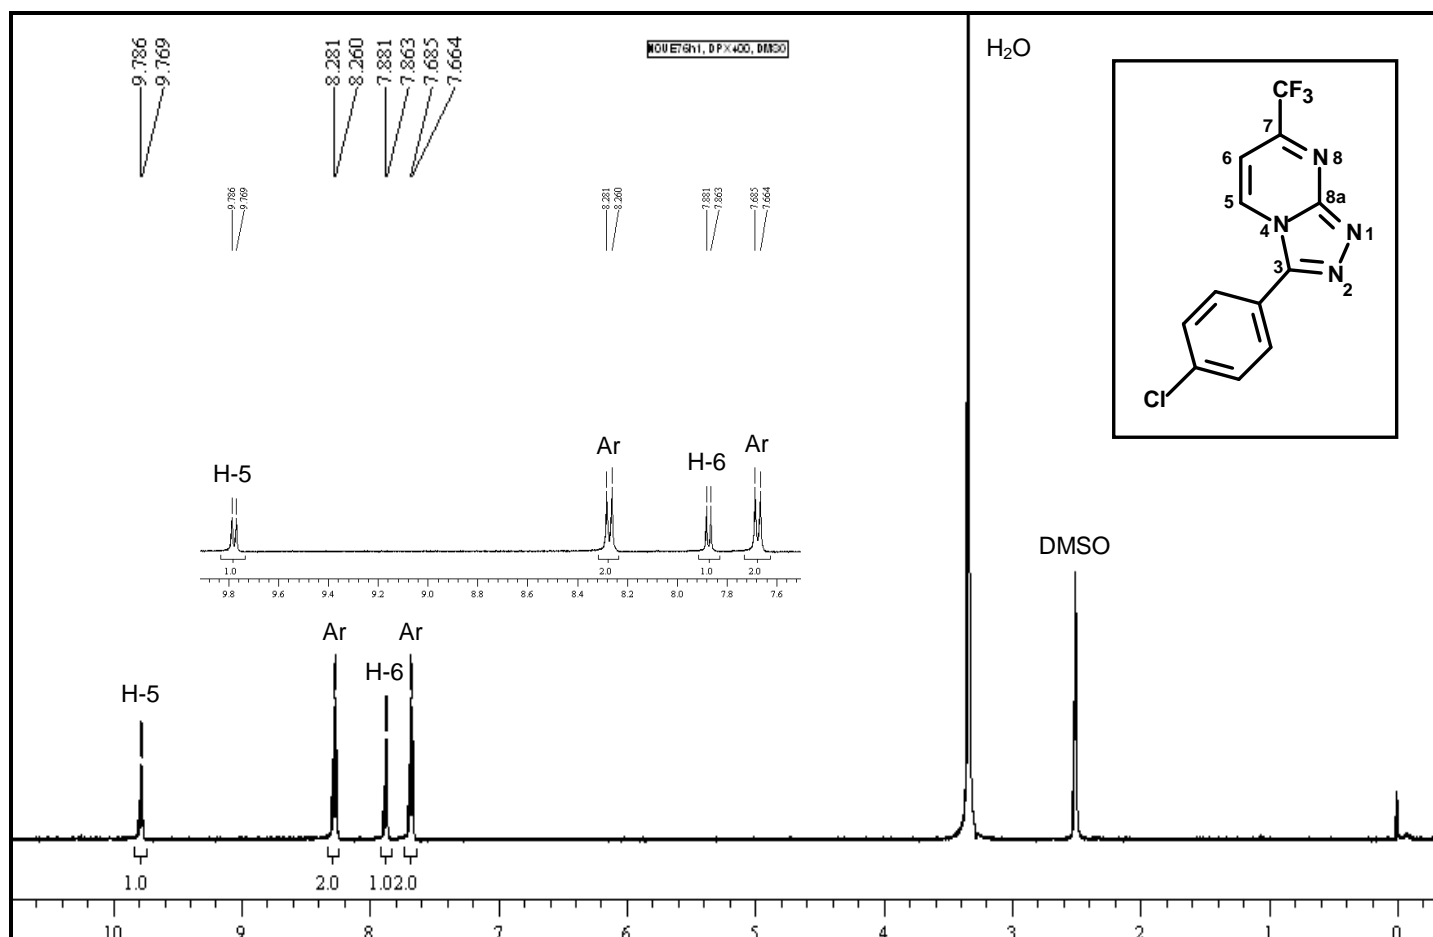 9.786
9.769
8.281
8.260
7.881
7.863
7.685
7.664
NOUE76h1, DPX400, DMSO
H2O
CF3
7
6
N 8
5
8a
4
N
N 1
3
N
2
Cl
9.786
9.769
8.281
8.260
7.881
7.863
7.685
7.664
H-5
Ar
H-6
Ar
1.0
2.0
1.0
2.0
9.8 9.6 9.4 9.2 9.0 8.8 8.6 8.4 8.2 8.0 7.8 7.6
DMSO
H-5
Ar
H-6
Ar
1.0
2.0
1.0
2.0
10 9 8 7 6 5 4 3 2 1 0